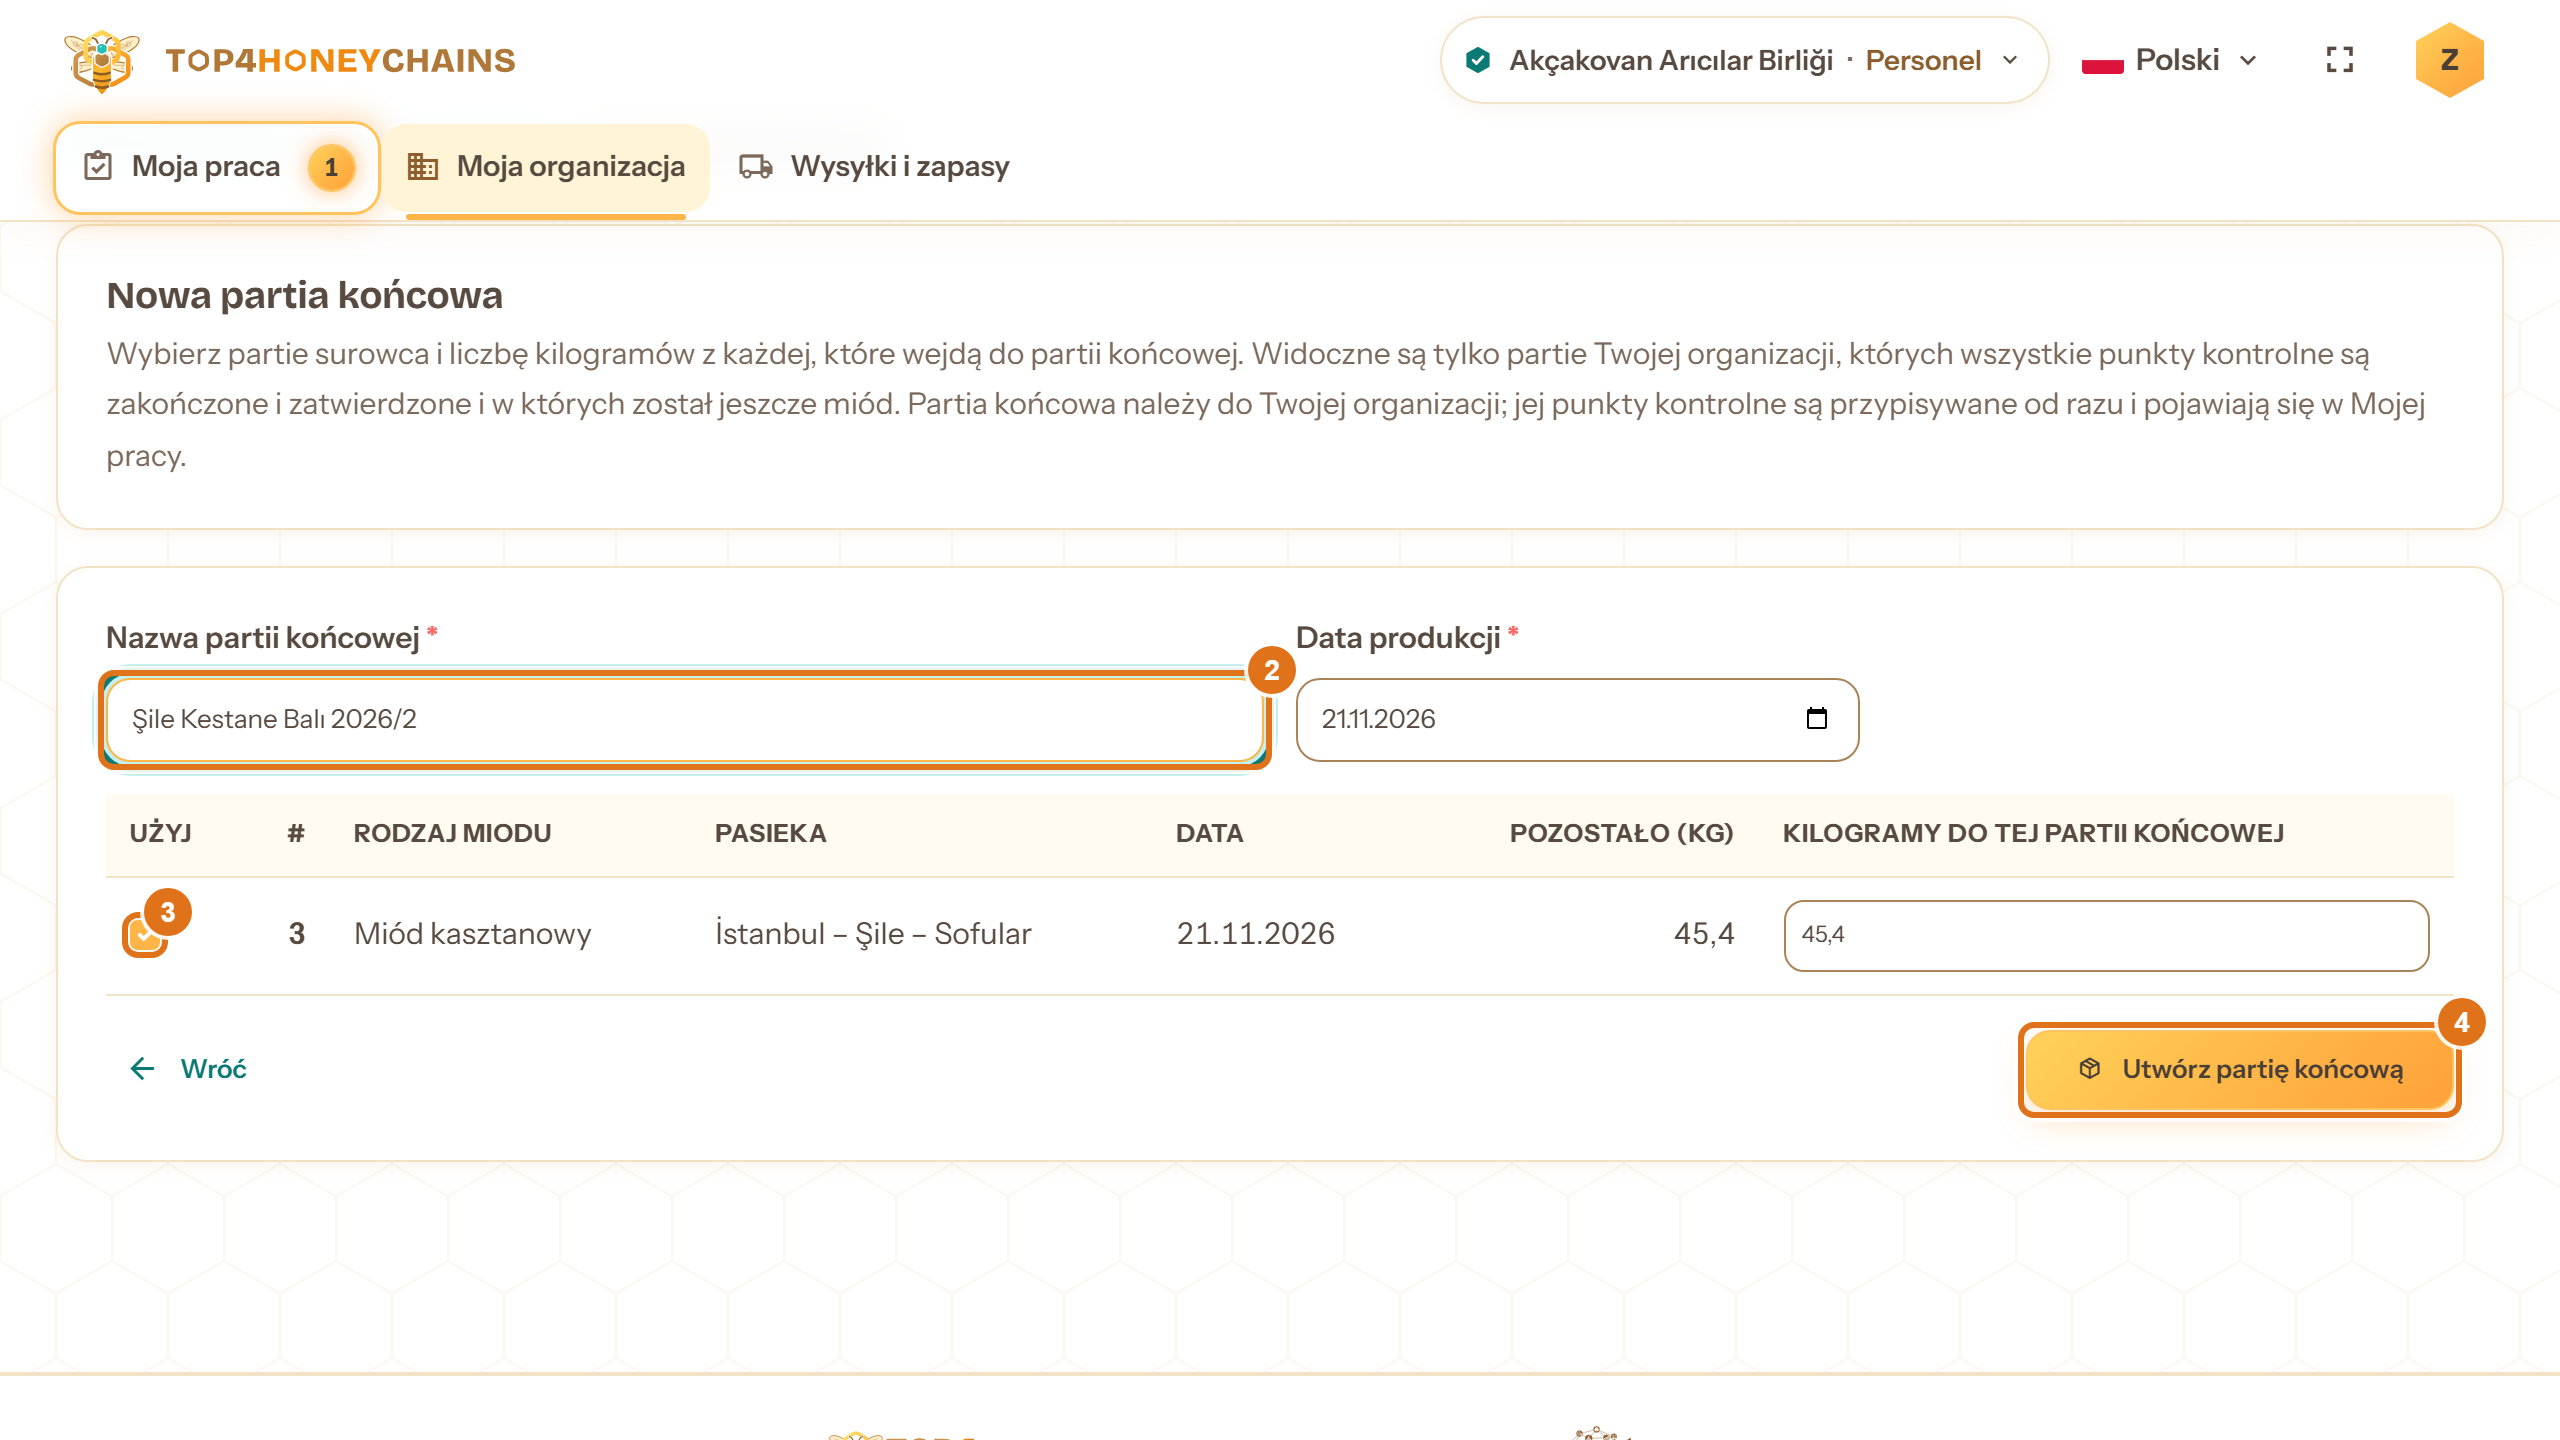 TOP4HONEYCHAINS
Akçakovan Arıcılar Birliği · Personel
Polski
Z
Moja praca 1
Moja organizacja
Wysyłki i zapasy
Nowa partia końcowa
Wybierz partie surowca i liczbę kilogramów z każdej, które wejdą do partii końcowej. Widoczne są tylko partie Twojej organizacji, których wszystkie punkty kontrolne są
zakończone i zatwierdzone i w których został jeszcze miód. Partia końcowa należy do Twojej organizacji; jej punkty kontrolne są przypisywane od razu i pojawiają się w Mojej
pracy.
Nazwa partii końcowej *
Data produkcji *
2
Şile Kestane Balı 2026/2
21.11.2026
UŻYJ # RODZAJ MIODU PASIEKA DATA POZOSTAŁO (KG) KILOGRAMY DO TEJ PARTII KOŃCOWEJ
3
3 Miód kasztanowy İstanbul – Şile – Sofular 21.11.2026 45,4 45,4
4
Wróć
Utwórz partię końcową